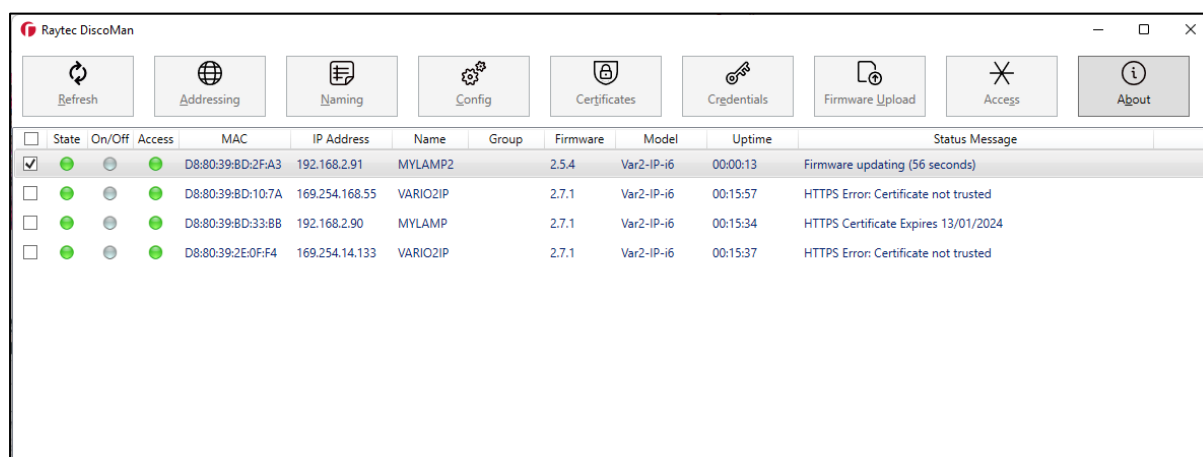 Raytec DiscoMan
Refresh Addressing Naming Config Certificates Credentials Firmware Upload Access About
State On/Off Access MAC IP Address Name Group Firmware Model Uptime Status Message
D8:80:39:BD:2F:A3 192.168.2.91 MYLAMP2 2.5.4 Var2-IP-i6 00:00:13 Firmware updating (56 seconds)
D8:80:39:BD:10:7A 169.254.168.55 VARIO2IP 2.7.1 Var2-IP-i6 00:15:57 HTTPS Error: Certificate not trusted
D8:80:39:BD:33:BB 192.168.2.90 MYLAMP 2.7.1 Var2-IP-i6 00:15:34 HTTPS Certificate Expires 13/01/2024
D8:80:39:2E:0F:F4 169.254.14.133 VARIO2IP 2.7.1 Var2-IP-i6 00:15:37 HTTPS Error: Certificate not trusted